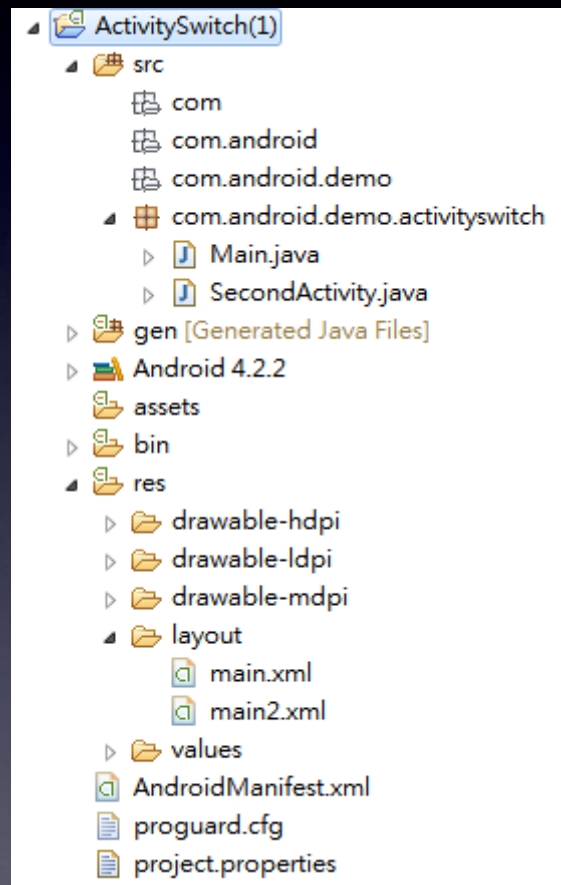 ActivitySwitch(1)
src
com
com.android
com.android.demo
com.android.demo.activityswitch
Main.java
SecondActivity.java
gen [Generated Java Files]
Android 4.2.2
assets
bin
res
drawable-hdpi
drawable-ldpi
drawable-mdpi
layout
main.xml
main2.xml
values
AndroidManifest.xml
proguard.cfg
project.properties